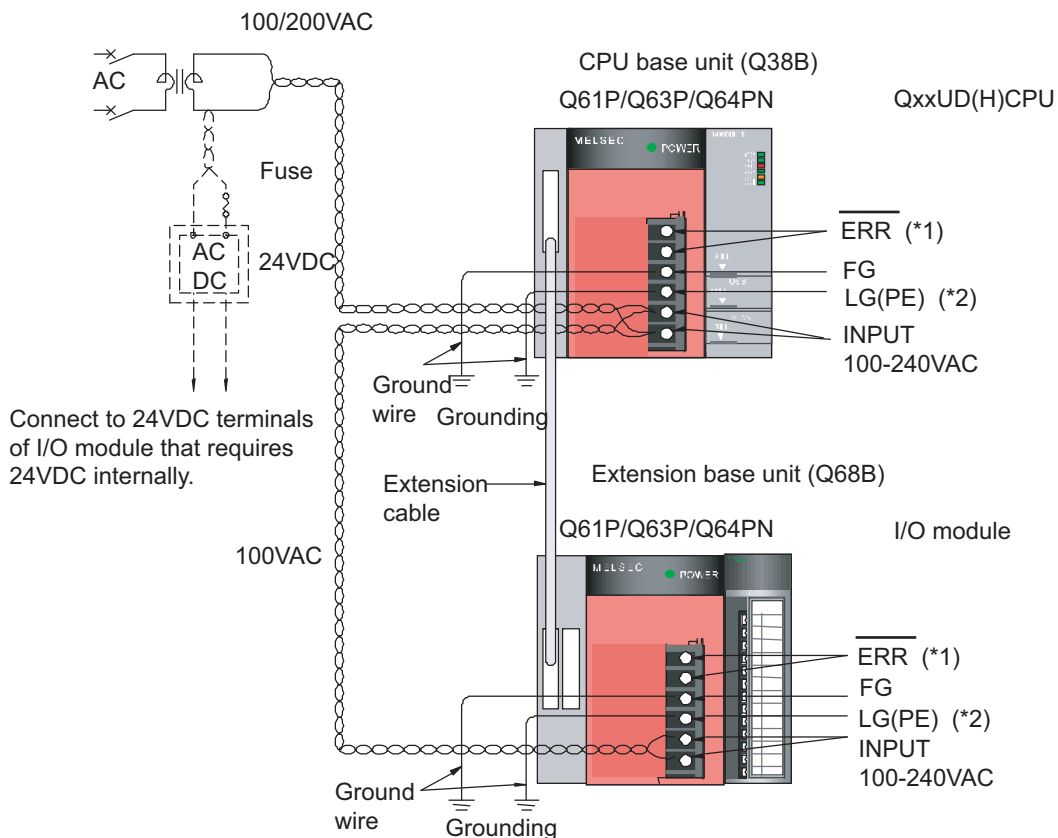 100/200VAC
AC
Fuse
AC
DC
24VDC
Connect to 24VDC terminals
of I/O module that requires
24VDC internally.
CPU base unit (Q38B)
Q61P/Q63P/Q64PN
QxxUD(H)CPU
MELSEC
POWER
ERR (*1)
FG
LG(PE) (*2)
INPUT
100-240VAC
PULL
USB
Ground
wire
Grounding
Extension
cable
100VAC
Extension base unit (Q68B)
Q61P/Q63P/Q64PN
I/O module
MELSEC
POWER
ERR (*1)
FG
LG(PE) (*2)
INPUT
100-240VAC
Ground
wire
Grounding